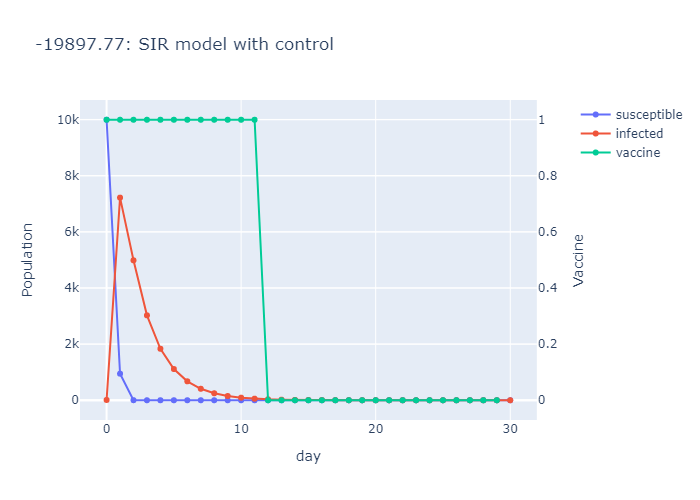 -19897.77: SIR model with control
susceptible
infected
vaccine
10k
8k
6k
4k
2k
0
Population
1
0.8
0.6
0.4
0.2
0
Vaccine
0
10
20
30
day